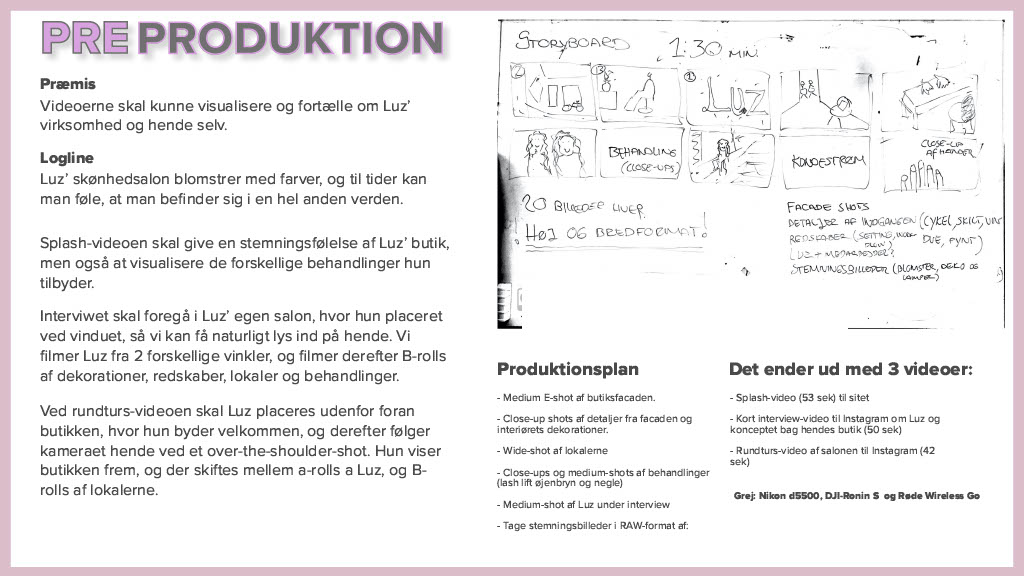 PRE PRODUKTION
Præmis
Videoerne skal kunne visualisere og fortælle om Luz’
virksomhed og hende selv.
Logline
Luz’ skønhedsalon blomstrer med farver, og til tider kan
man føle, at man befinder sig i en hel anden verden.
Splash-videoen skal give en stemningsfølelse af Luz’ butik,
men også at visualisere de forskellige behandlinger hun
tilbyder.
Interviwet skal foregå i Luz’ egen salon, hvor hun placeret
ved vinduet, så vi kan få naturligt lys ind på hende. Vi
filmer Luz fra 2 forskellige vinkler, og filmer derefter B-rolls
af dekorationer, redskaber, lokaler og behandlinger.
Ved rundturs-videoen skal Luz placeres udenfor foran
butikken, hvor hun byder velkommen, og derefter følger
kameraet hende ved et over-the-shoulder-shot. Hun viser
butikken frem, og der skiftes mellem a-rolls a Luz, og B-
rolls af lokalerne.
STORYBOARD 1:30 MIN.
2
1
LUZ
BEHANDLING
(CLOSE-UPS)
KUNDESTRØM
CLOSE-UP
AF HÆNDER!
20 BILLEDER LIVER
HØJ OG BREDFORMAT!
FACADE SHOTS
DETALJER AF INDGANGEN (CYKEL, SKILT, VIN
DUE, PYNT)
REDSKABER
LUZ + MEDARBEJDER?
STEMNINGSBILLEDER (BLOMSTER, DEKO OG
LAMPER)
Produktionsplan
- Medium E-shot af butiksfacaden.
- Close-up shots af detaljer fra facaden og
interiørets dekorationer.
- Wide-shot af lokalerne
- Close-ups og medium-shots af behandlinger
(lash lift øjenbryn og negle)
- Medium-shot af Luz under interview
- Tage stemningsbilleder i RAW-format af:
Det ender ud med 3 videoer:
- Splash-video (53 sek) til sitet
- Kort interview-video til Instagram om Luz og
konceptet bag hendes butik (50 sek)
- Rundturs-video af salonen til Instagram (42
sek)
Grej: Nikon d5500, DJI-Ronin S og Røde Wireless Go